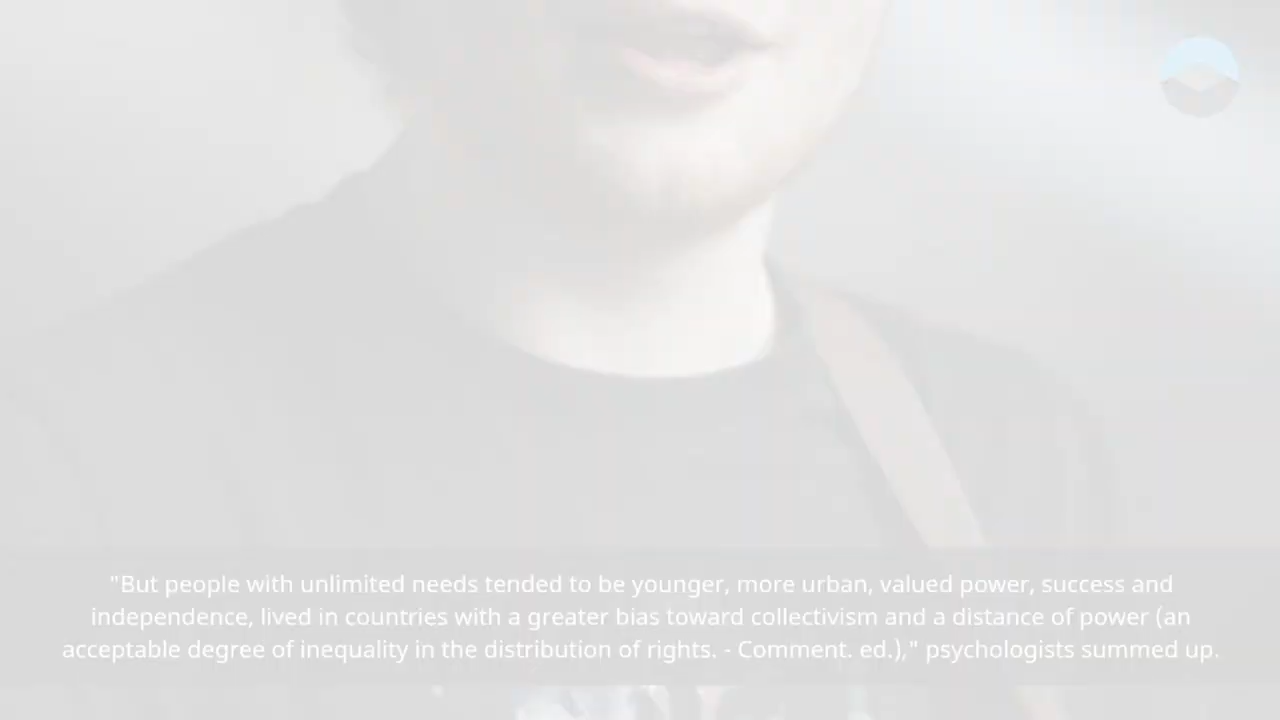 "But people with unlimited needs tended to be younger, more urban, valued power, success and
independence, lived in countries with a greater bias toward collectivism and a distance of power (an
acceptable degree of inequality in the distribution of rights. - Comment. ed.)," psychologists summed up.